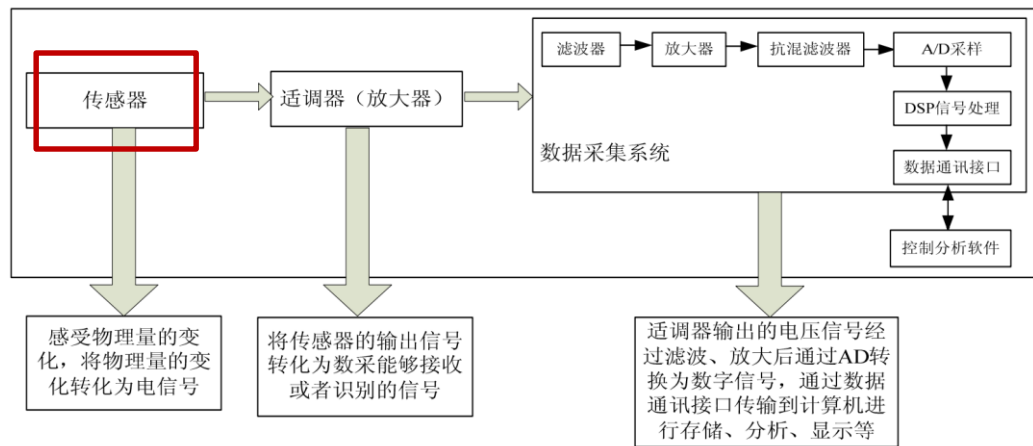 滤波器
放大器
抗混滤波器
A/D采样
传感器
适调器（放大器）
DSP信号处理
数据采集系统
数据通讯接口
控制分析软件
感受物理量的变
化，将物理量的变
化转化为电信号
将传感器的输出信号
转化为数采能够接收
或者识别的信号
适调器输出的电压信号经
过滤波、放大后通过AD转
换为数字信号，通过数据
通讯接口传输到计算机进
行存储、分析、显示等